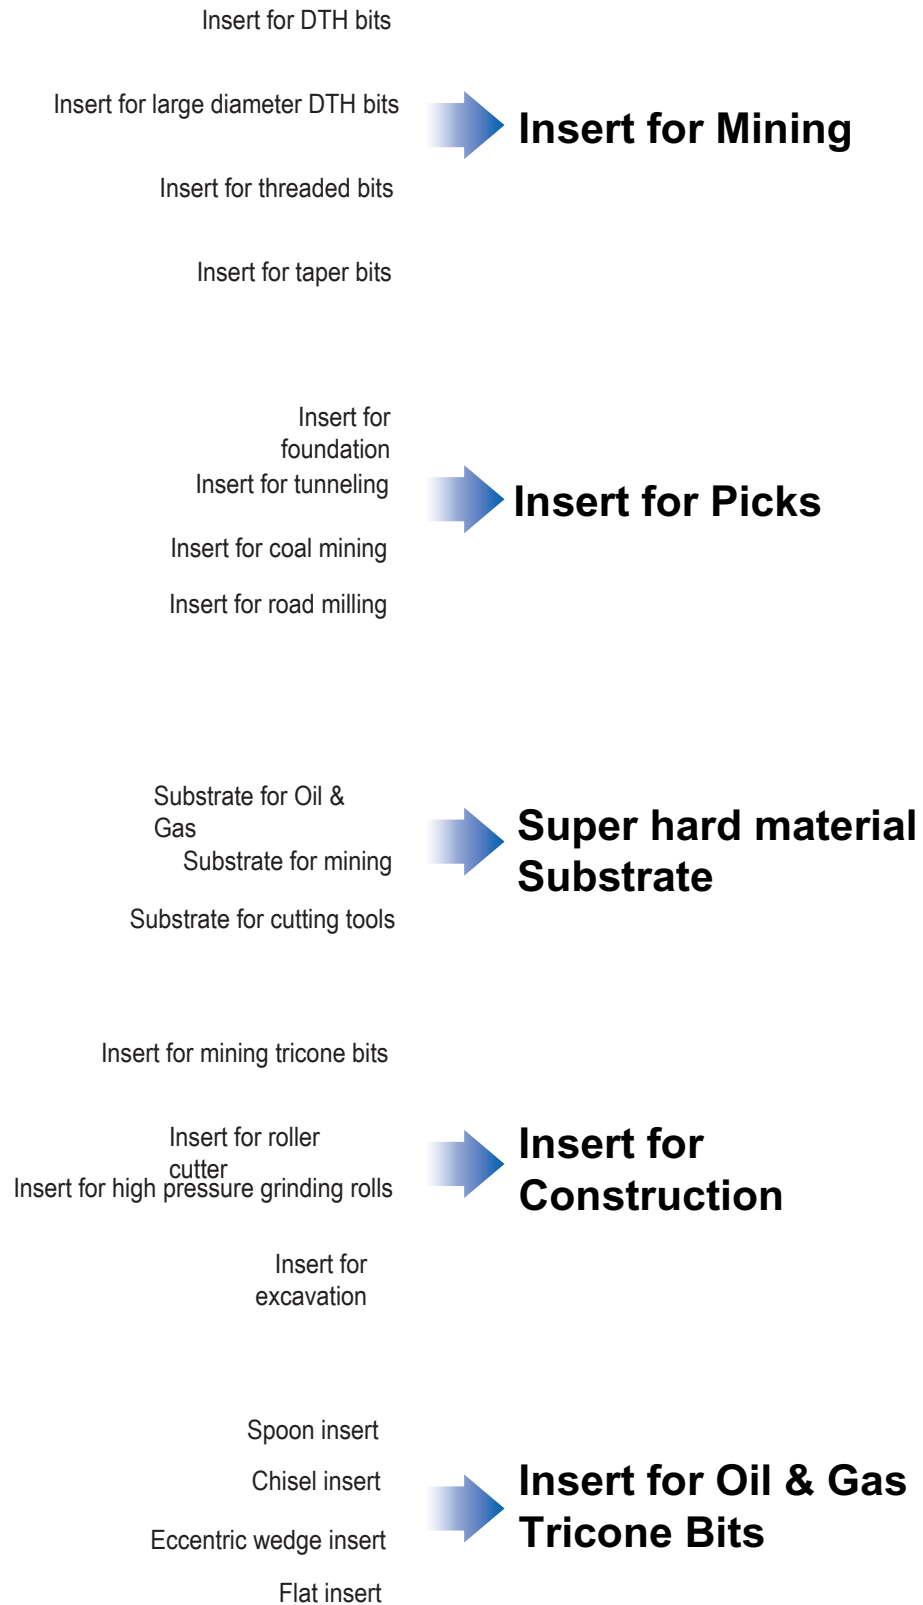 Insert for DTH bits
Insert for large diameter DTH bits
Insert for Mining
Insert for threaded bits
Insert for taper bits
Insert for
foundation
Insert for tunneling
Insert for Picks
Insert for coal mining
Insert for road milling
Substrate for Oil &
Gas
Substrate for mining
Substrate for cutting tools
Super hard material
Substrate
Insert for mining tricone bits
Insert for roller
cutter
Insert for high pressure grinding rolls
Insert for
excavation
Insert for
Construction
Spoon insert
Chisel insert
Eccentric wedge insert
Flat insert
Insert for Oil & Gas
Tricone Bits